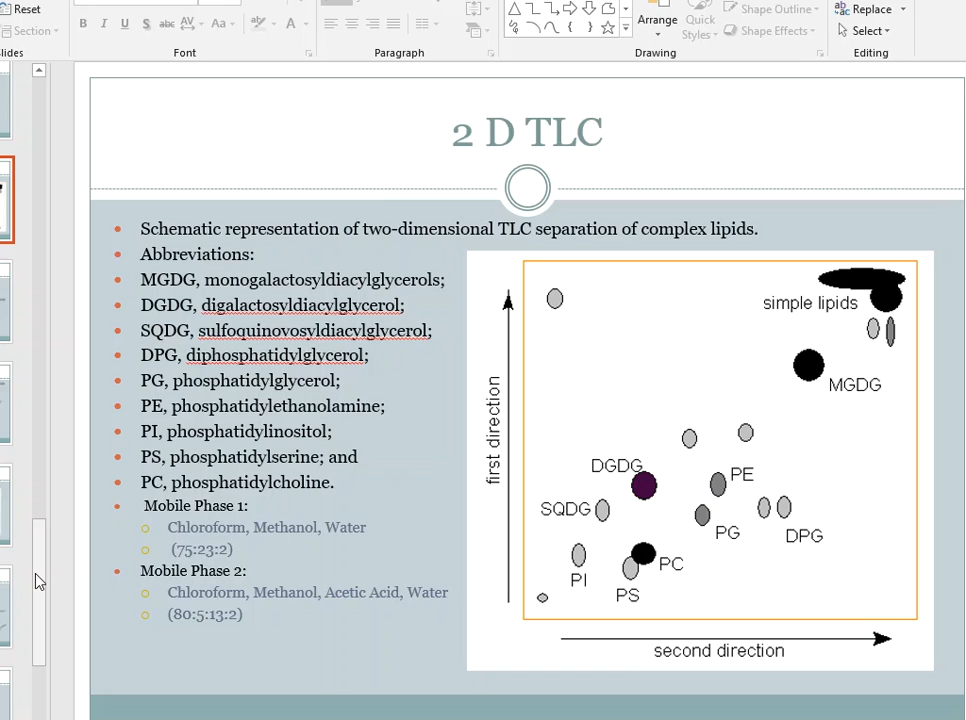 Reset
Section
lides
B I U S abc AV Aa
ab A
Font
Paragraph
Arrange
Quick
Styles
Shape Outline
Shape Effects
Drawing
Replace
Select
Editing
2 D TLC
Schematic representation of two-dimensional TLC separation of complex lipids.
Abbreviations:
MGDG, monogalactosyldiacylglycerols;
DGDG, digalactosyldiacylglycerol;
SQDG, sulfoquinovosyldiacylglycerol;
DPG, diphosphatidylglycerol;
PG, phosphatidylglycerol;
PE, phosphatidylethanolamine;
PI, phosphatidylinositol;
PS, phosphatidylserine; and
PC, phosphatidylcholine.
Mobile Phase 1:
Chloroform, Methanol, Water
(75:23:2)
Mobile Phase 2:
Chloroform, Methanol, Acetic Acid, Water
(80:5:13:2)
simple lipids
MGDG
first direction
DGDG
PE
SQDG
PG
DPG
PC
PI
PS
second direction